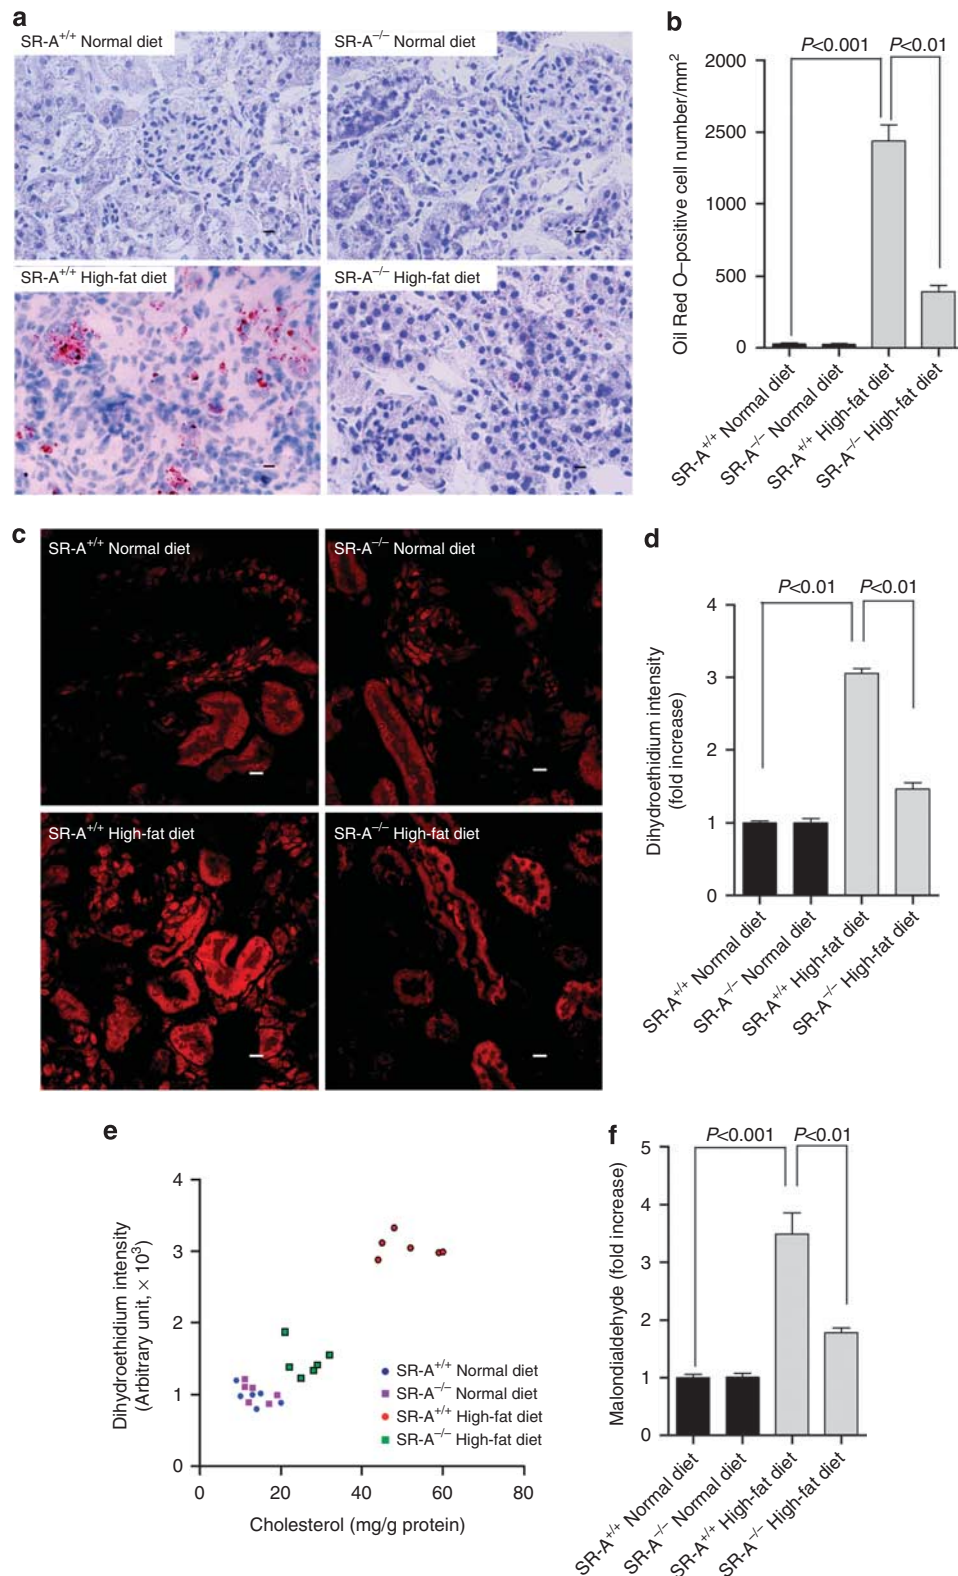 a
SR-A+/+ Normal diet
SR-A−/− Normal diet
SR-A+/+ High-fat diet
SR-A−/− High-fat diet
b
P<0.001
P<0.01
2000
2500
1000
500
0
Oil Red O–positive cell number/mm2
SR-A+/+ Normal diet
SR-A−/− Normal diet
SR-A+/+ High-fat diet
SR-A−/− High-fat diet
c
SR-A+/+ Normal diet
SR-A−/− Normal diet
SR-A+/+ High-fat diet
SR-A−/− High-fat diet
d
P<0.01
P<0.01
4
3
2
1
0
Dihydroethidium intensity
(fold increase)
SR-A+/+ Normal diet
SR-A−/− Normal diet
SR-A+/+ High-fat diet
SR-A−/− High-fat diet
e
4
3
2
1
0
Dihydroethidium intensity
(Arbitrary unit, × 103)
SR-A+/+ Normal diet
SR-A−/− Normal diet
SR-A+/+ High-fat diet
SR-A−/− High-fat diet
0 20 40 60 80
Cholesterol (mg/g protein)
f
P<0.001
P<0.01
5
4
3
2
1
0
Malondialdehyde (fold increase)
SR-A+/+ Normal diet
SR-A−/− Normal diet
SR-A+/+ High-fat diet
SR-A−/− High-fat diet